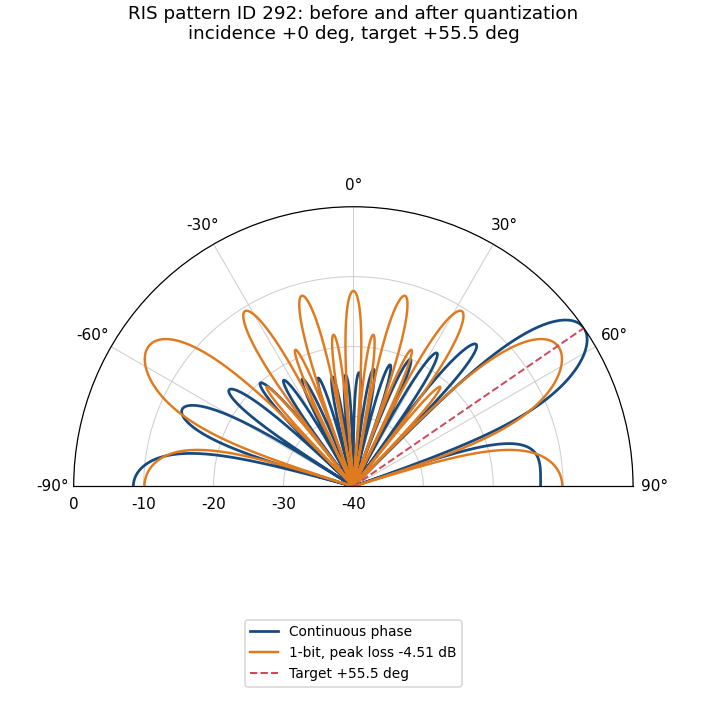 RIS pattern ID 292: before and after quantization
incidence +0 deg, target +55.5 deg
0°
-30°
30°
-60°
60°
-90°
90°
0
-10
-20
-30
-40
Continuous phase
1-bit, peak loss -4.51 dB
Target +55.5 deg